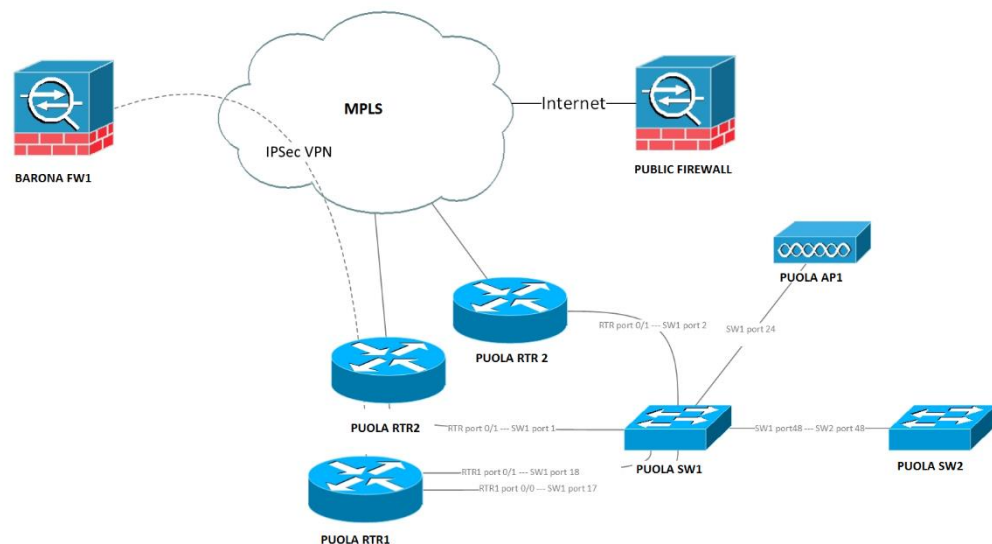 MPLS
Internet
IPSec VPN
BARONA FW1
PUBLIC FIREWALL
PUOLA AP1
RTR port 0/1 --- SW1 port 2
SW1 port 24
PUOLA RTR 2
PUOLA RTR2
RTR port 0/1 --- SW1 port 1
SW1 port48 --- SW2 port 48
PUOLA SW1
PUOLA SW2
RTR1 port 0/1 --- SW1 port 18
RTR1 port 0/0 --- SW1 port 17
PUOLA RTR1